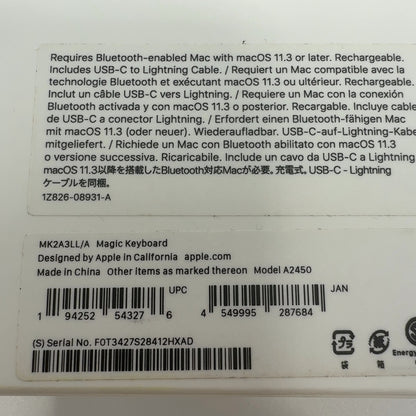 Requires Bluetooth-enabled Mac with macOS 11.3 or later. Rechargeable.
Includes USB-C to Lightning Cable. / Requiert un Mac compatible avec la
technologie Bluetooth et exécutant macOS 11.3 ou ultérieur. Rechargeable.
Inclut un câble USB-C vers Lightning. / Requiere un Mac con la conexión
Bluetooth activada y con macOS 11.3 o posterior. Recargable. Incluye cable
de USB-C a conector Lightning. / Erfordert einen Bluetooth-fähigen Mac
mit macOS 11.3 (oder neuer). Wiederaufladbar. USB-C-auf-Lightning-Kabe
mitgeliefert. / Richiede un Mac con Bluetooth abilitato con macOS 11.3
o versione successiva. Ricaricabile. Include un cavo da USB-C a Lightning
macOS 11.3以降を搭載したBluetooth対応Macが必要。充電式。USB-C - Lightning
ケーブルを同梱。
1Z826-08931-A
MK2A3LL/A Magic Keyboard
Designed by Apple in California apple.com
Made in China Other items as marked thereon Model A2450
UPC
JAN
1 94252 54327 6
4 549995 287684
(S) Serial No. F0T3427S28412HXAD
プラ
袋 箱
Energy